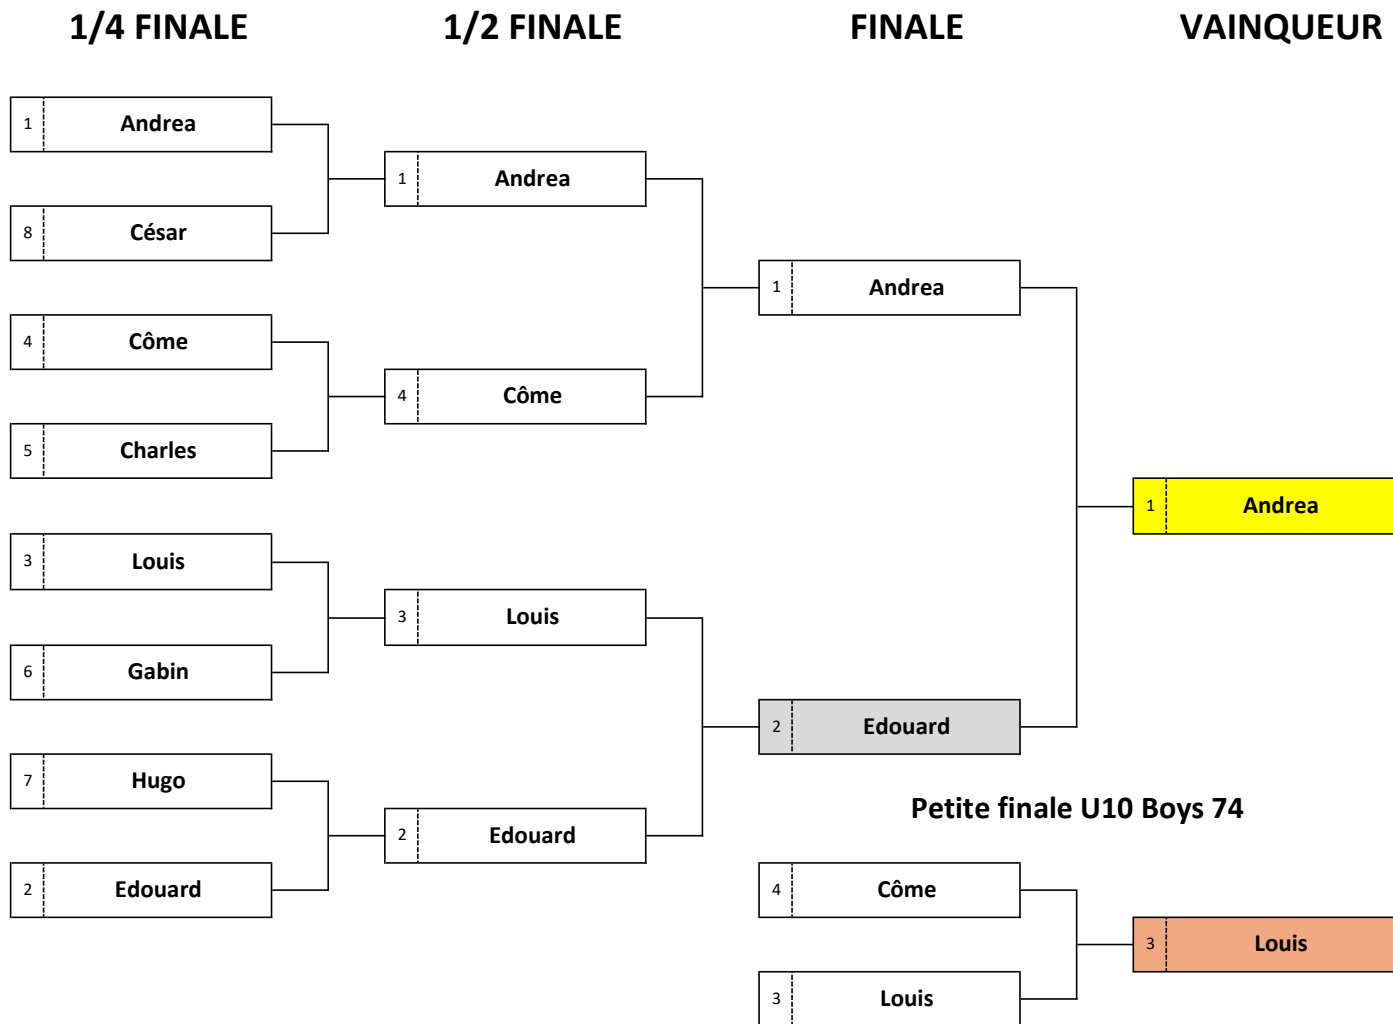 1/4 FINALE
1/2 FINALE
FINALE
VAINQUEUR
1 Andrea
8 César
4 Côme
5 Charles
3 Louis
6 Gabin
7 Hugo
2 Edouard
1 Andrea
4 Côme
3 Louis
2 Edouard
1 Andrea
2 Edouard
1 Andrea
Petite finale U10 Boys 74
4 Côme
3 Louis
3 Louis